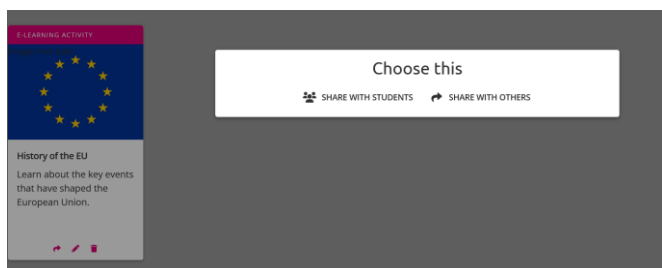 E-LEARNING ACTIVITY
History of the EU
Learn about the key events
that have shaped the
European Union.
Choose this
SHARE WITH STUDENTS SHARE WITH OTHERS